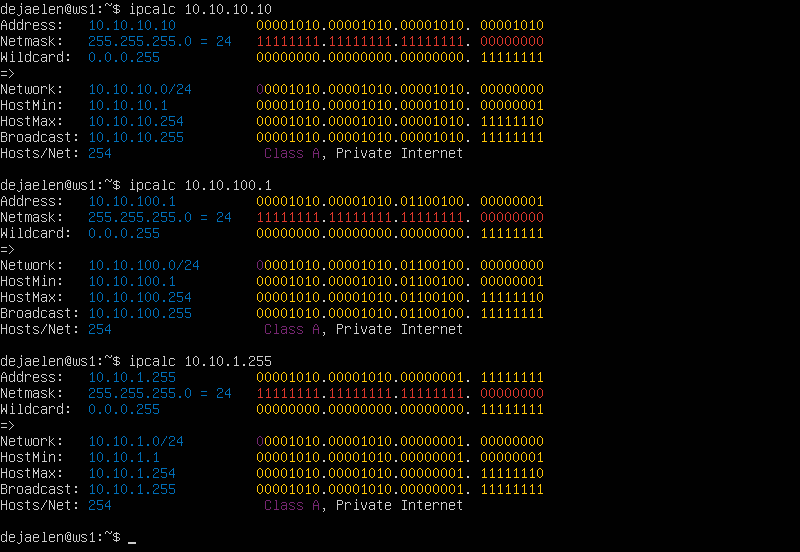 dejaelen@ws1:~$ ipcalc 10.10.10.10
Address:   10.10.10.10          00001010.00001010.00001010. 00001010
Netmask:   255.255.255.0 = 24   11111111.11111111.11111111. 00000000
Wildcard:  0.0.0.255            00000000.00000000.00000000. 11111111
=>
Network:   10.10.10.0/24        00001010.00001010.00001010. 00000000
HostMin:   10.10.10.1           00001010.00001010.00001010. 00000001
HostMax:   10.10.10.254         00001010.00001010.00001010. 11111110
Broadcast: 10.10.10.255         00001010.00001010.00001010. 11111111
Hosts/Net: 254                   Class A, Private Internet

dejaelen@ws1:~$ ipcalc 10.10.100.1
Address:   10.10.100.1          00001010.00001010.01100100. 00000001
Netmask:   255.255.255.0 = 24   11111111.11111111.11111111. 00000000
Wildcard:  0.0.0.255            00000000.00000000.00000000. 11111111
=>
Network:   10.10.100.0/24       00001010.00001010.01100100. 00000000
HostMin:   10.10.100.1          00001010.00001010.01100100. 00000001
HostMax:   10.10.100.254        00001010.00001010.01100100. 11111110
Broadcast: 10.10.100.255        00001010.00001010.01100100. 11111111
Hosts/Net: 254                   Class A, Private Internet

dejaelen@ws1:~$ ipcalc 10.10.1.255
Address:   10.10.1.255          00001010.00001010.00000001. 11111111
Netmask:   255.255.255.0 = 24   11111111.11111111.11111111. 00000000
Wildcard:  0.0.0.255            00000000.00000000.00000000. 11111111
=>
Network:   10.10.1.0/24         00001010.00001010.00000001. 00000000
HostMin:   10.10.1.1            00001010.00001010.00000001. 00000001
HostMax:   10.10.1.254          00001010.00001010.00000001. 11111110
Broadcast: 10.10.1.255          00001010.00001010.00000001. 11111111
Hosts/Net: 254                   Class A, Private Internet

dejaelen@ws1:~$ _